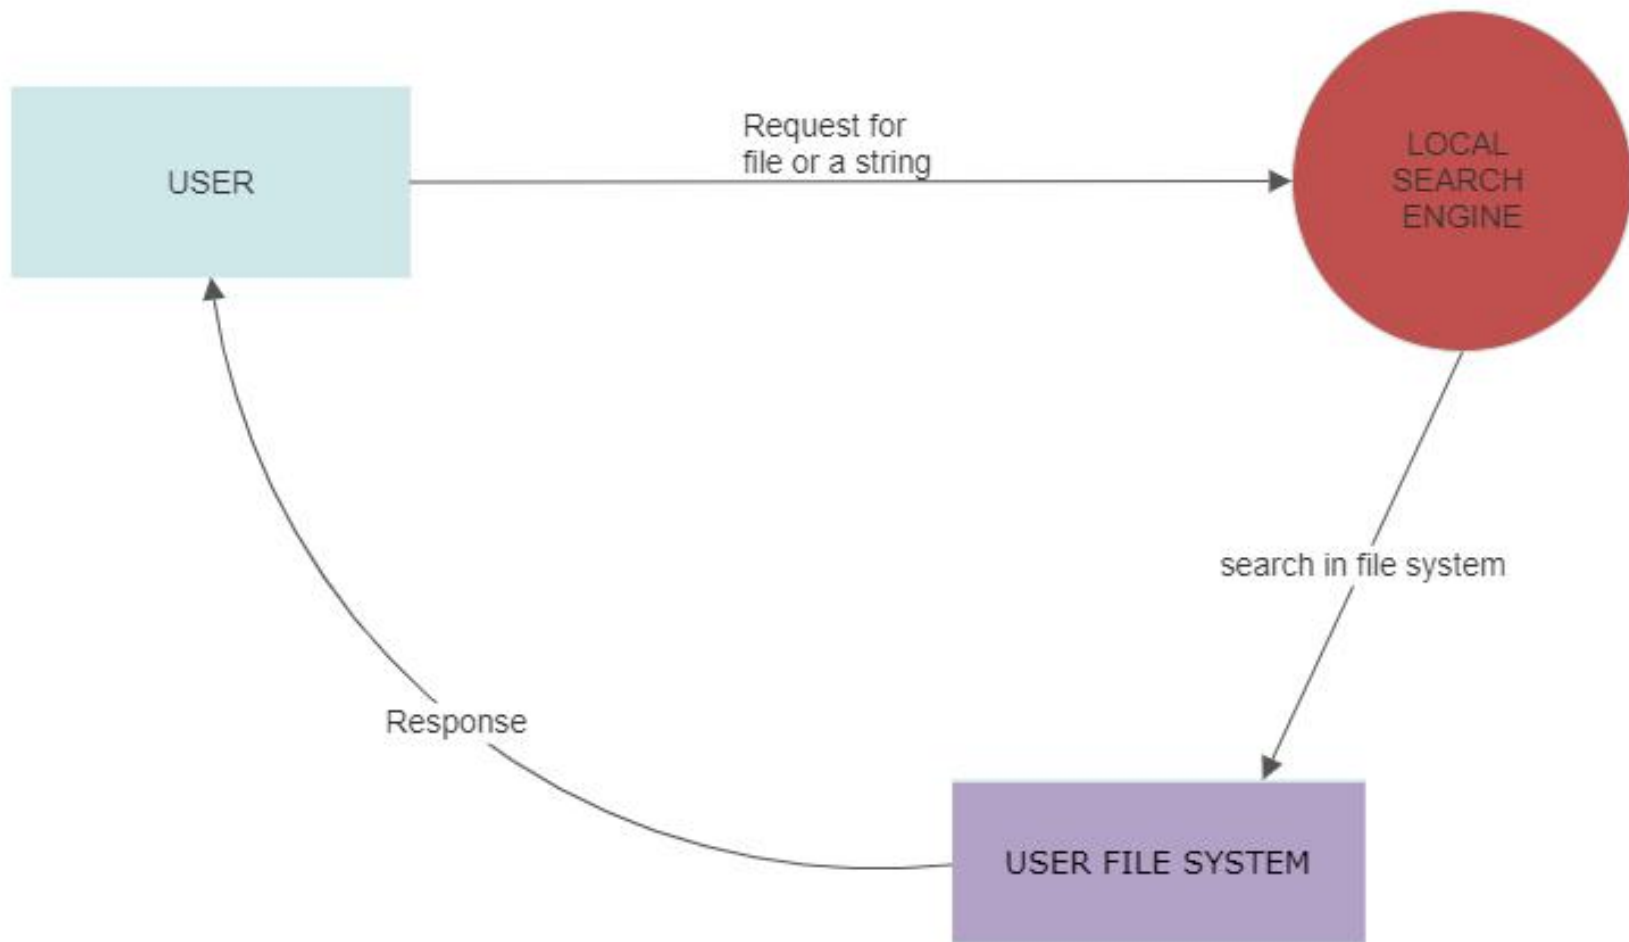 Request for
file or a string
USER
LOCAL
SEARCH
ENGINE
search in file system
Response
USER FILE SYSTEM